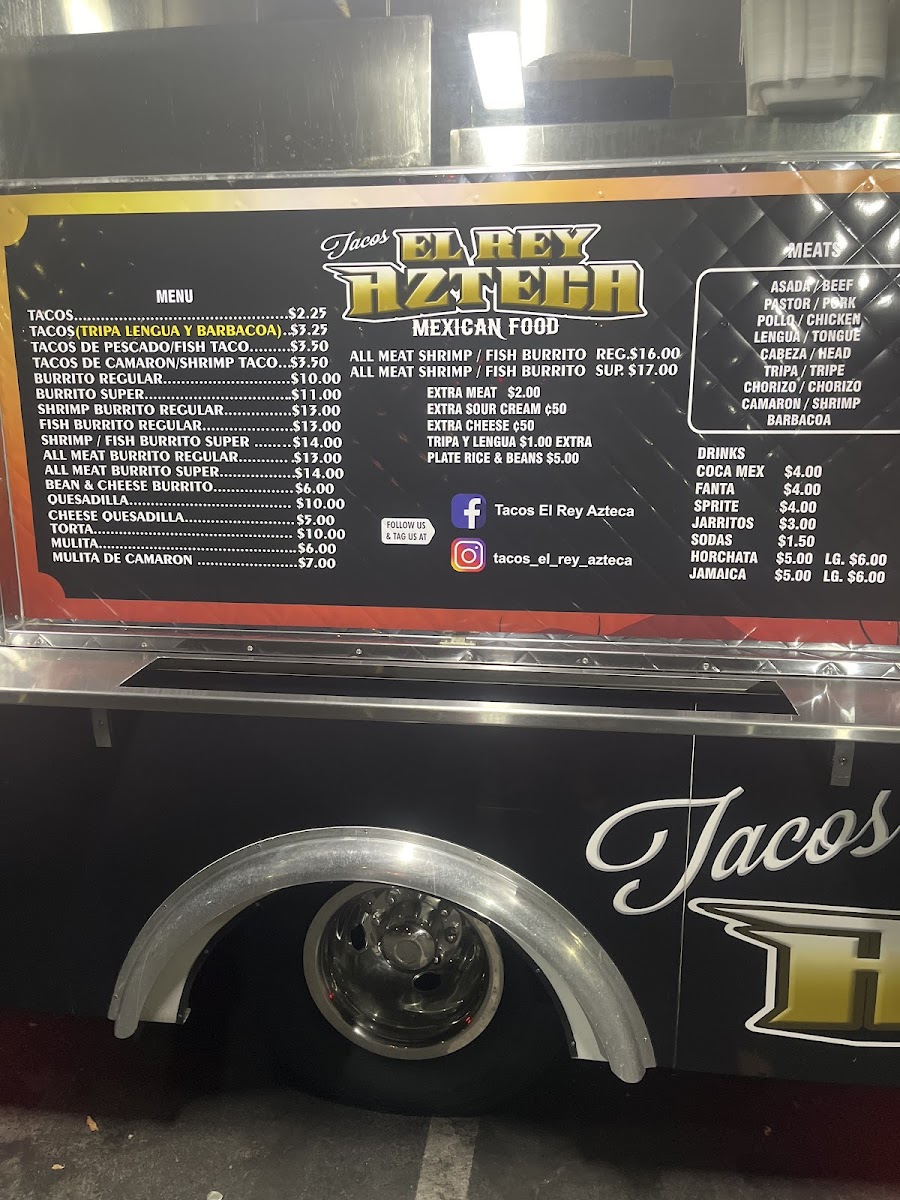 Tacos
EL REY
AZTECA
MEXICAN FOOD
MENU
TACOS.....................................................$2.25
TACOS(TRIPA LENGUA Y BARBACOA)..$3.25
TACOS DE PESCADO/FISH TACO.........$3.50
TACOS DE CAMARON/SHRIMP TACO...$3.50
BURRITO REGULAR................................$10.00
BURRITO SUPER.....................................$11.00
SHRIMP BURRITO REGULAR.................$13.00
FISH BURRITO REGULAR.......................$13.00
SHRIMP / FISH BURRITO SUPER .........$14.00
ALL MEAT BURRITO REGULAR..............$13.00
ALL MEAT BURRITO SUPER...................$14.00
BEAN & CHEESE BURRITO....................$6.00
QUESADILLA......................................... $10.00
CHEESE QUESADILLA...........................$5.00
TORTA................................................... $10.00
MULITA..................................................$6.00
MULITA DE CAMARON .........................$7.00
ALL MEAT SHRIMP / FISH BURRITO REG.$16.00
ALL MEAT SHRIMP / FISH BURRITO SUP. $17.00
EXTRA MEAT $2.00
EXTRA SOUR CREAM ¢50
EXTRA CHEESE ¢50
TRIPA Y LENGUA $1.00 EXTRA
PLATE RICE & BEANS $5.00
FOLLOW US
& TAG US AT
Tacos El Rey Azteca
tacos_el_rey_azteca
MEATS
ASADA / BEEF
PASTOR / PORK
POLLO / CHICKEN
LENGUA / TONGUE
CABEZA / HEAD
TRIPA / TRIPE
CHORIZO / CHORIZO
CAMARON / SHRIMP
BARBACOA
DRINKS
COCA MEX $4.00
FANTA $4.00
SPRITE $4.00
JARRITOS $3.00
SODAS $1.50
HORCHATA $5.00 LG. $6.00
JAMAICA $5.00 LG. $6.00
Tacos